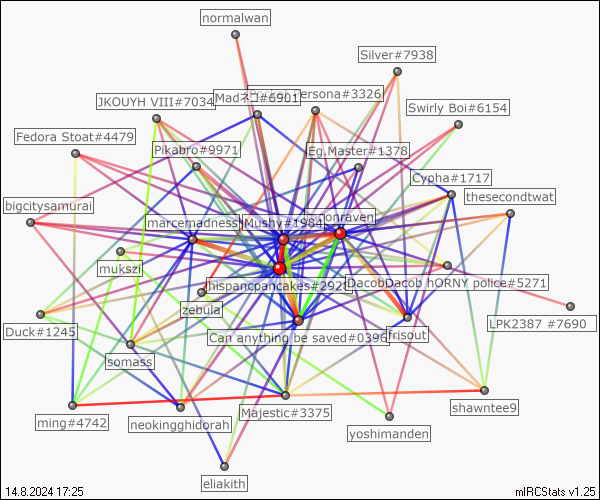 normalwan
Silver#7938
Persona#3326
Madネコ#6901
JKOUYH VIII#7034
Swirly Boi#6154
Fedora Stoat#4479
Pikabro#9971
Eg.Master#1378
Cypha#1717
thesecondtwat
bigcitysamurai
marcemadness
Mushy#1984
onraven
mukszi
hispancpancakes#2929
DacobDacob hORNY police#5271
zebula
LPK2387 #7690
Duck#1245
Can anything be saved#0396
frisout
somass
ming#4742
neokingghidorah
Majestic#3375
shawntee9
yoshimanden
eliakith
14.8.2024 17:25
mIRCStats v1.25